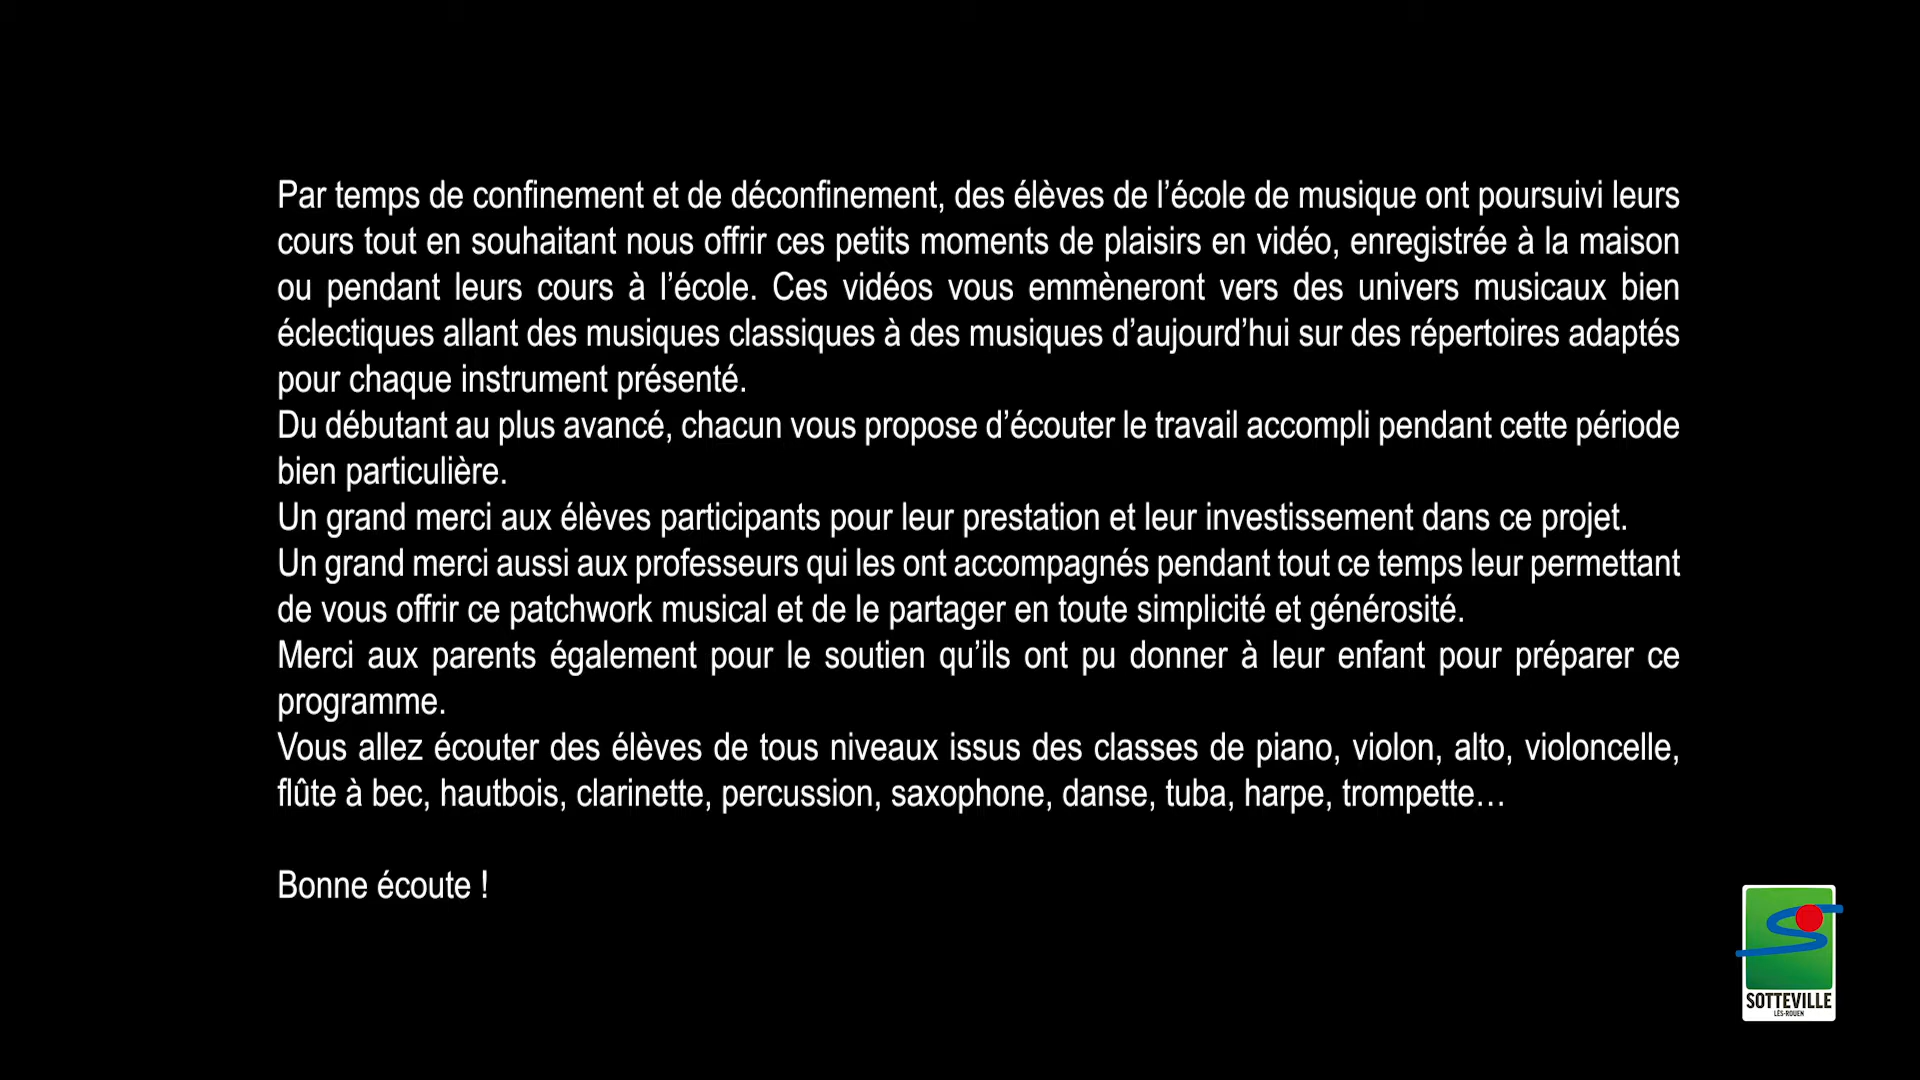 Par temps de confinement et de déconfinement, des élèves de l’école de musique ont poursuivi leurs
cours tout en souhaitant nous offrir ces petits moments de plaisirs en vidéo, enregistrée à la maison
ou pendant leurs cours à l’école. Ces vidéos vous emmèneront vers des univers musicaux bien
éclectiques allant des musiques classiques à des musiques d’aujourd’hui sur des répertoires adaptés
pour chaque instrument présenté.
Du débutant au plus avancé, chacun vous propose d’écouter le travail accompli pendant cette période
bien particulière.
Un grand merci aux élèves participants pour leur prestation et leur investissement dans ce projet.
Un grand merci aussi aux professeurs qui les ont accompagnés pendant tout ce temps leur permettant
de vous offrir ce patchwork musical et de le partager en toute simplicité et générosité.
Merci aux parents également pour le soutien qu’ils ont pu donner à leur enfant pour préparer ce
programme.
Vous allez écouter des élèves de tous niveaux issus des classes de piano, violon, alto, violoncelle,
flûte à bec, hautbois, clarinette, percussion, saxophone, danse, tuba, harpe, trompette…
Bonne écoute !
SOTTEVILLE
LÈS-ROUEN